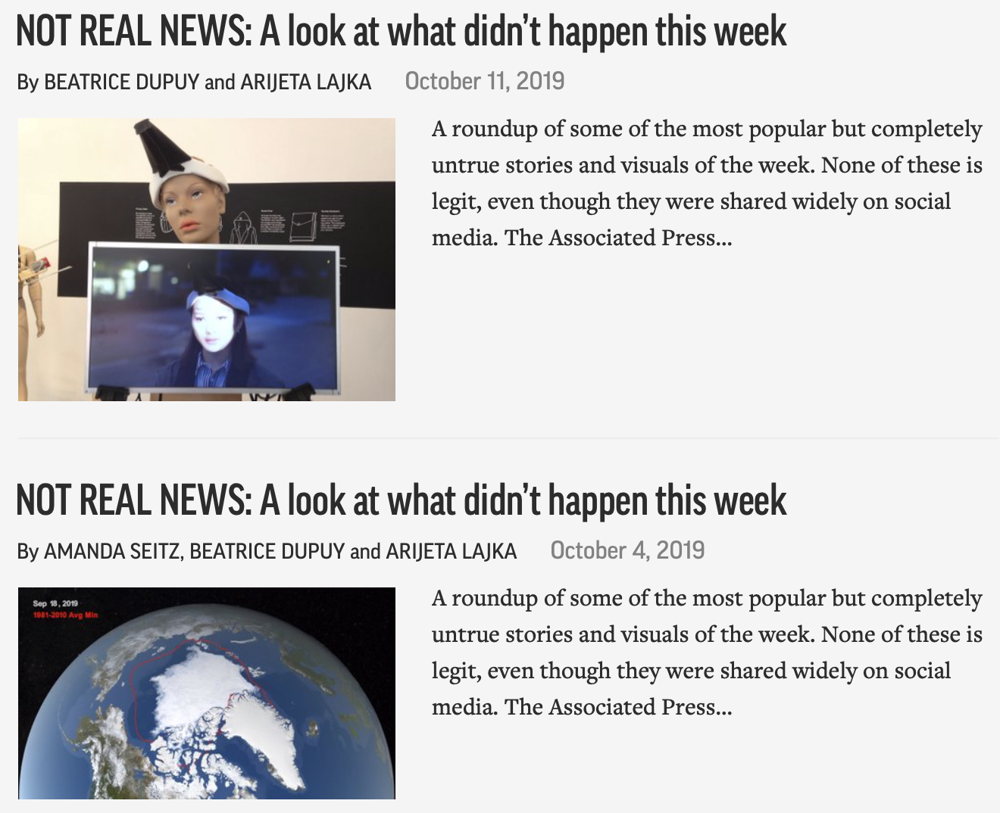 NOT REAL NEWS: A look at what didn’t happen this week
By BEATRICE DUPUY and ARIJETA LAJKA October 11, 2019
A roundup of some of the most popular but completely
untrue stories and visuals of the week. None of these is
legit, even though they were shared widely on social
media. The Associated Press...
NOT REAL NEWS: A look at what didn’t happen this week
By AMANDA SEITZ, BEATRICE DUPUY and ARIJETA LAJKA October 4, 2019
Sep 18, 2019
1981-2010 Avg Min
A roundup of some of the most popular but completely
untrue stories and visuals of the week. None of these is
legit, even though they were shared widely on social
media. The Associated Press...